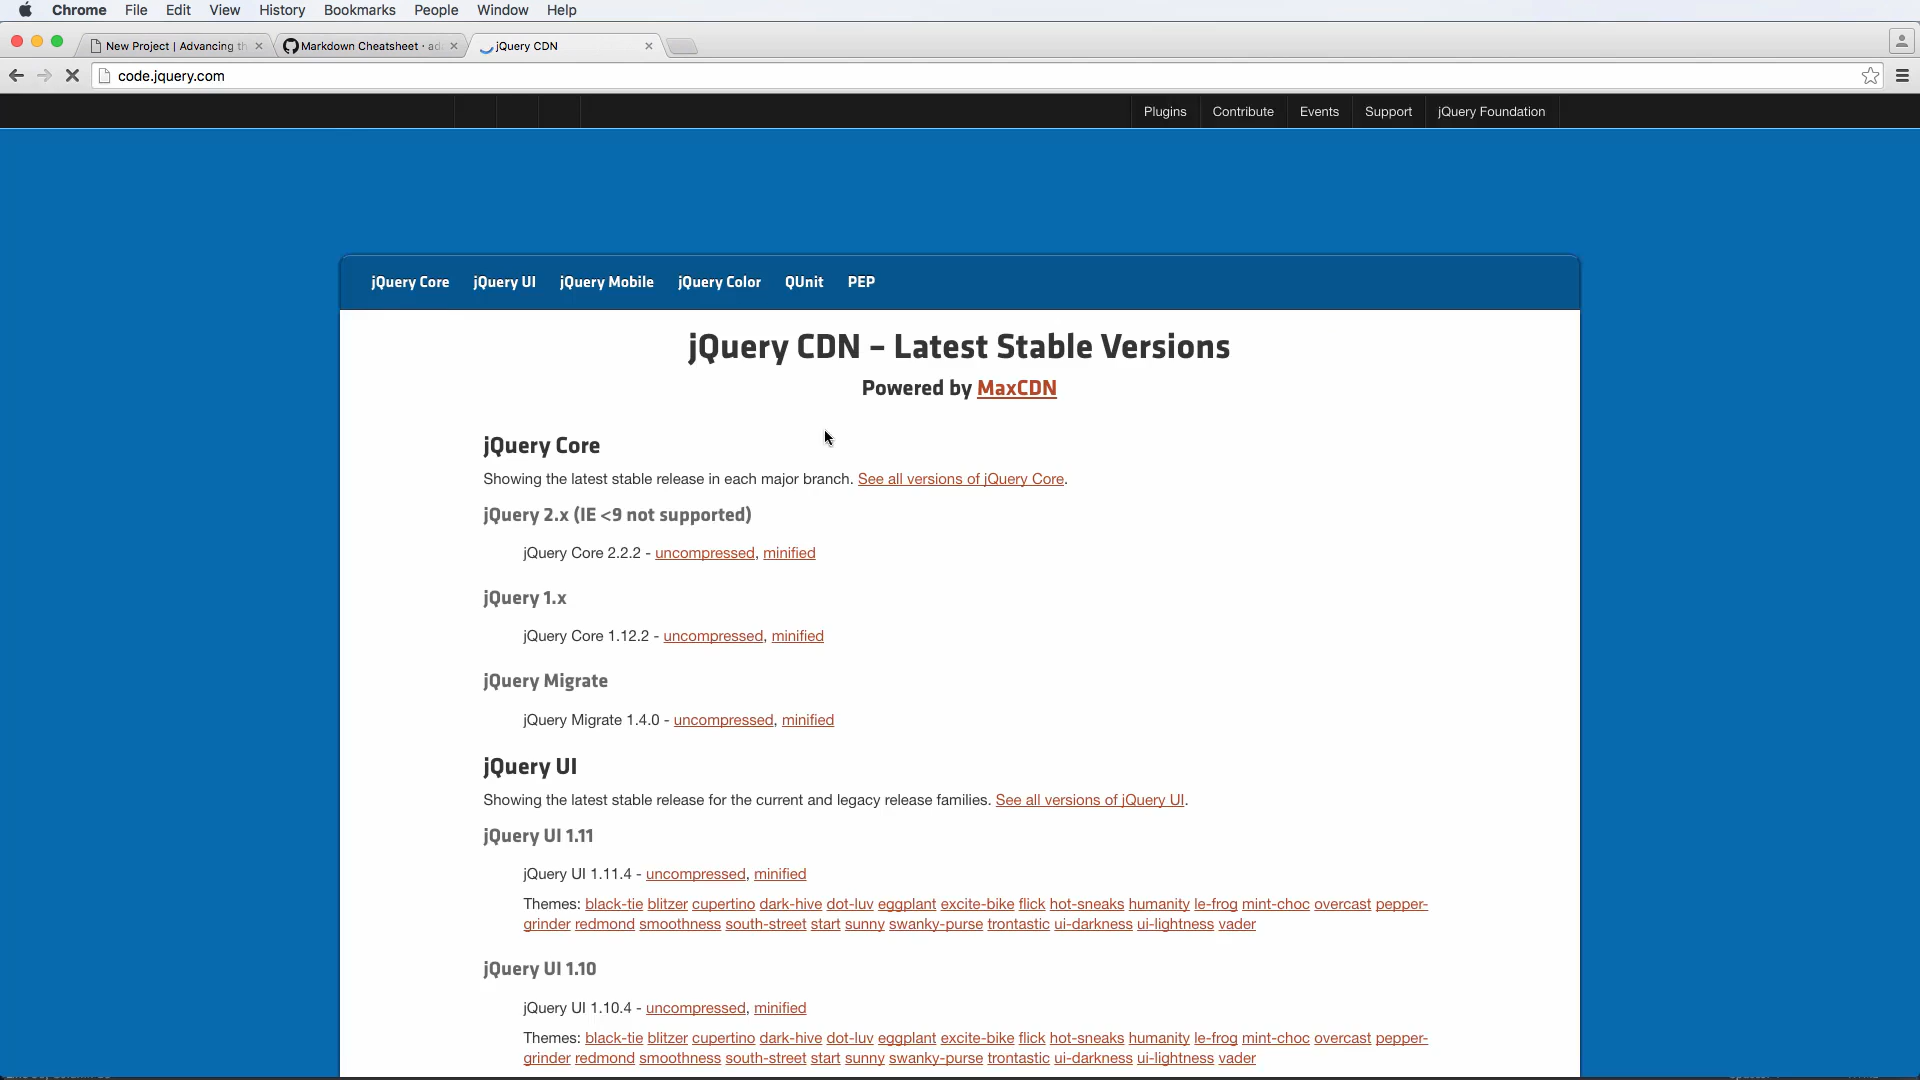 Chrome File Edit View History Bookmarks People Window Help
New Project | Advancing th
Markdown Cheatsheet · ad
jQuery CDN
code.jquery.com
Plugins Contribute Events Support jQuery Foundation
jQuery Core jQuery UI jQuery Mobile jQuery Color QUnit PEP
jQuery CDN – Latest Stable Versions
Powered by MaxCDN
jQuery Core
Showing the latest stable release in each major branch. See all versions of jQuery Core.
jQuery 2.x (IE <9 not supported)
jQuery Core 2.2.2 - uncompressed, minified
jQuery 1.x
jQuery Core 1.12.2 - uncompressed, minified
jQuery Migrate
jQuery Migrate 1.4.0 - uncompressed, minified
jQuery UI
Showing the latest stable release for the current and legacy release families. See all versions of jQuery UI.
jQuery UI 1.11
jQuery UI 1.11.4 - uncompressed, minified
Themes: black-tie blitzer cupertino dark-hive dot-luv eggplant excite-bike flick hot-sneaks humanity le-frog mint-choc overcast pepper-
grinder redmond smoothness south-street start sunny swanky-purse trontastic ui-darkness ui-lightness vader
jQuery UI 1.10
jQuery UI 1.10.4 - uncompressed, minified
Themes: black-tie blitzer cupertino dark-hive dot-luv eggplant excite-bike flick hot-sneaks humanity le-frog mint-choc overcast pepper-
grinder redmond smoothness south-street start sunny swanky-purse trontastic ui-darkness ui-lightness vader